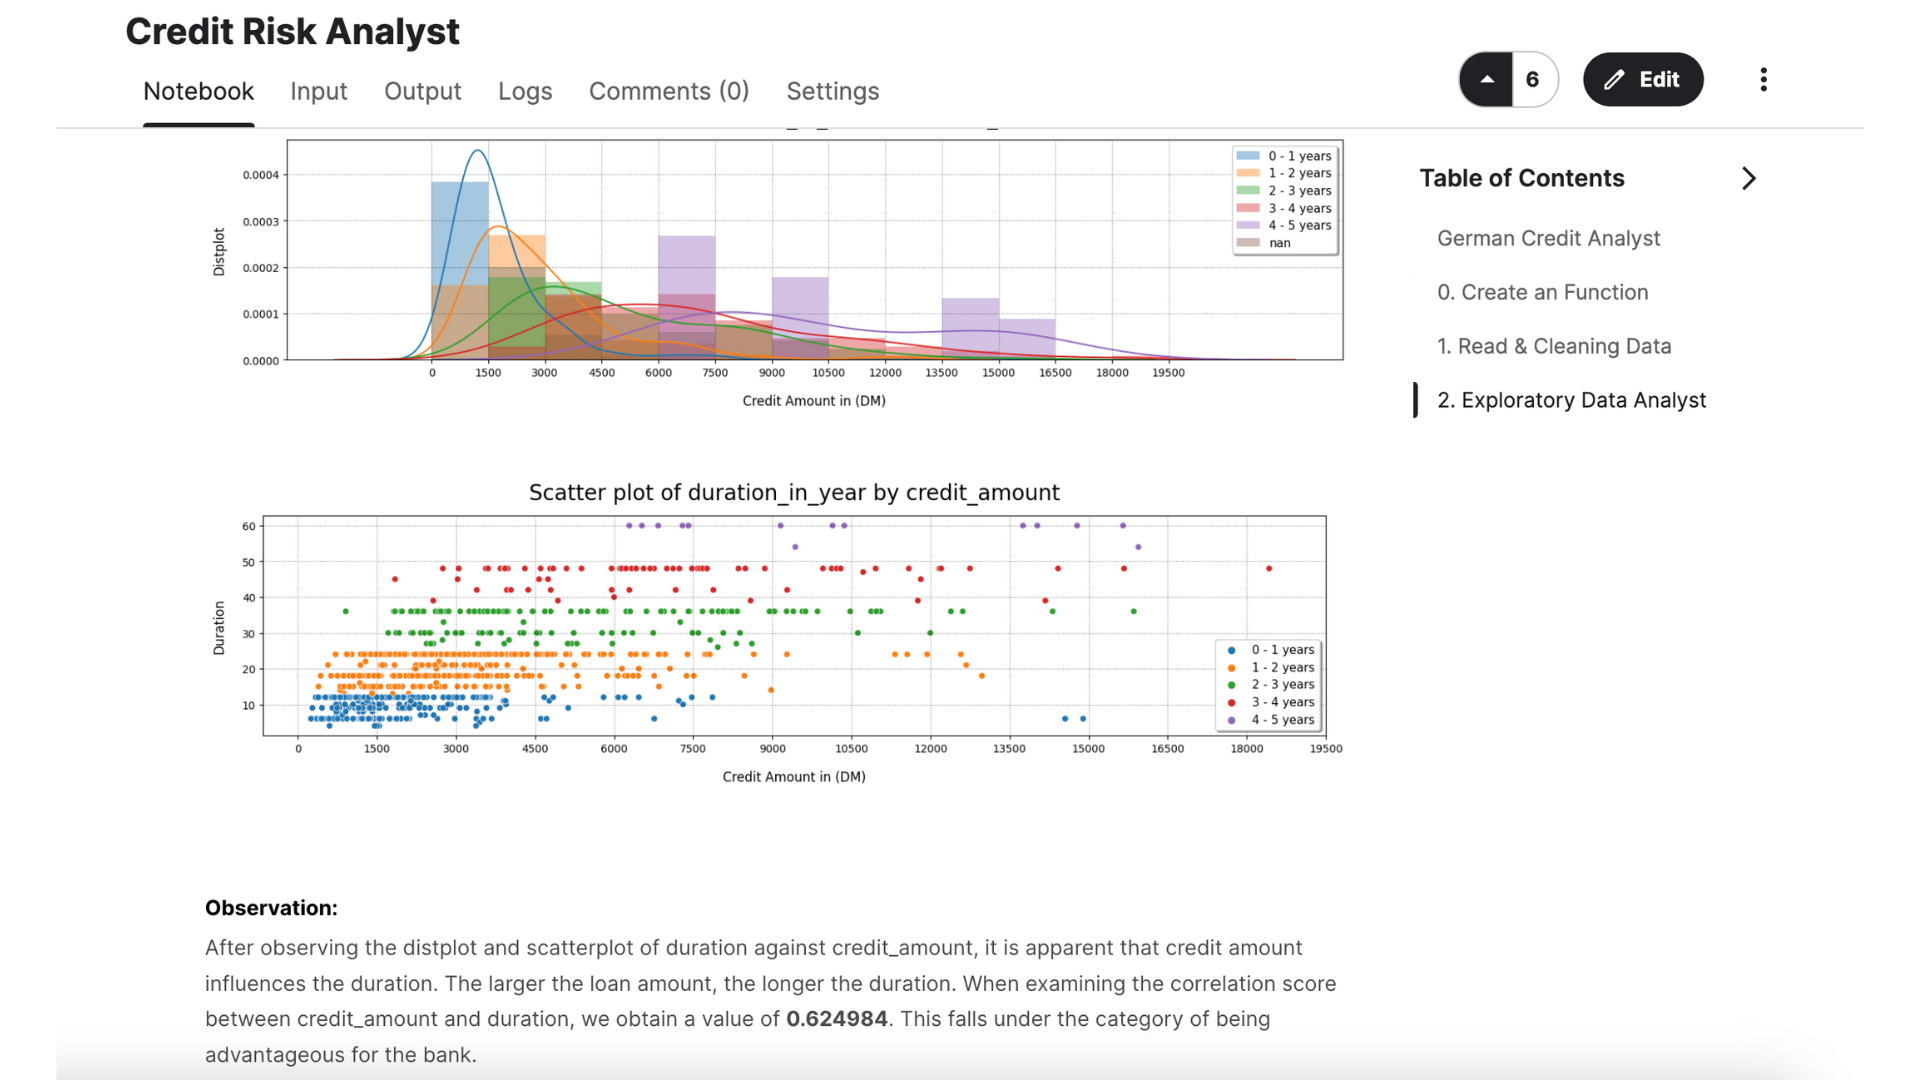 Credit Risk Analyst
Notebook Input Output Logs Comments (0) Settings
6 Edit
Table of Contents
German Credit Analyst
0. Create an Function
1. Read & Cleaning Data
2. Exploratory Data Analyst
0 - 1 years
1 - 2 years
2 - 3 years
3 - 4 years
4 - 5 years
nan
Distplot
0.0004
0.0003
0.0002
0.0001
0.0000
0 1500 3000 4500 6000 7500 9000 10500 12000 13500 15000 16500 18000 19500
Credit Amount in (DM)
Scatter plot of duration_in_year by credit_amount
Duration
60
50
40
30
20
10
0 - 1 years
1 - 2 years
2 - 3 years
3 - 4 years
4 - 5 years
0 1500 3000 4500 6000 7500 9000 10500 12000 13500 15000 16500 18000 19500
Credit Amount in (DM)
Observation:
After observing the distplot and scatterplot of duration against credit_amount, it is apparent that credit amount
influences the duration. The larger the loan amount, the longer the duration. When examining the correlation score
between credit_amount and duration, we obtain a value of 0.624984. This falls under the category of being
advantageous for the bank.